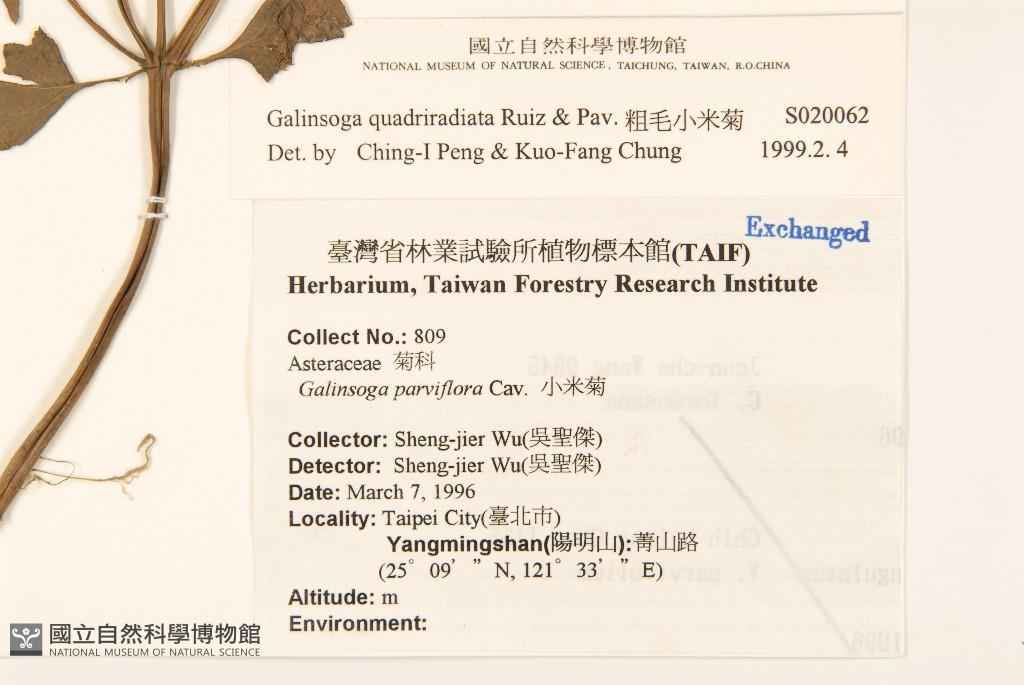 國立自然科學博物館
NATIONAL MUSEUM OF NATURAL SCIENCE, TAICHUNG, TAIWAN, R.O.CHINA
Galinsoga quadriradiata Ruiz & Pav. 粗毛小米菊 S020062
Det. by Ching-I Peng & Kuo-Fang Chung 1999.2. 4
Exchanged
臺灣省林業試驗所植物標本館(TAIF)
Herbarium, Taiwan Forestry Research Institute
Collect No.: 809
Asteraceae 菊科
Galinsoga parviflora Cav. 小米菊
Collector: Sheng-jier Wu(吳聖傑)
Detector: Sheng-jier Wu(吳聖傑)
Date: March 7, 1996
Locality: Taipei City(臺北市)
Yangmingshan(陽明山):菁山路
(25° 09' " N, 121° 33' " E)
Altitude: m
Environment:
國立自然科學博物館
NATIONAL MUSEUM OF NATURAL SCIENCE